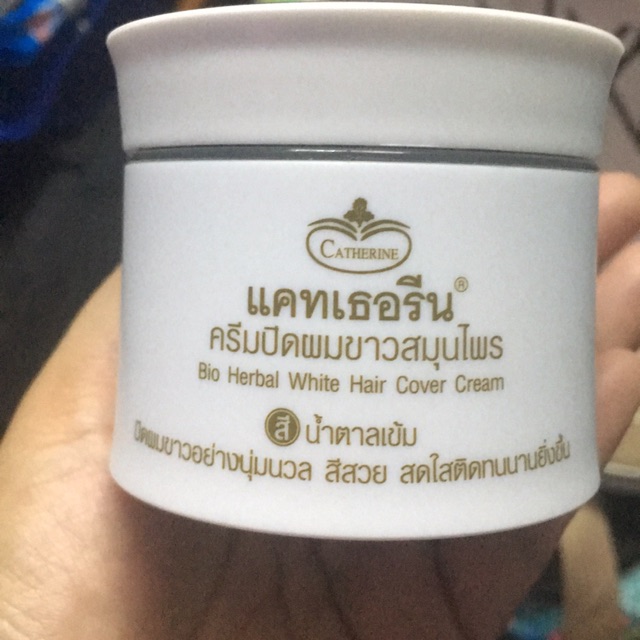 CATHERINE
แคทเธอรีน®
ครีมปิดผมขาวสมุนไพร
Bio Herbal White Hair Cover Cream
สี น้ำตาลเข้ม
ปิดผมขาวอย่างนุ่มนวล สีสวย สดใสติดทนนานยิ่งขึ้น